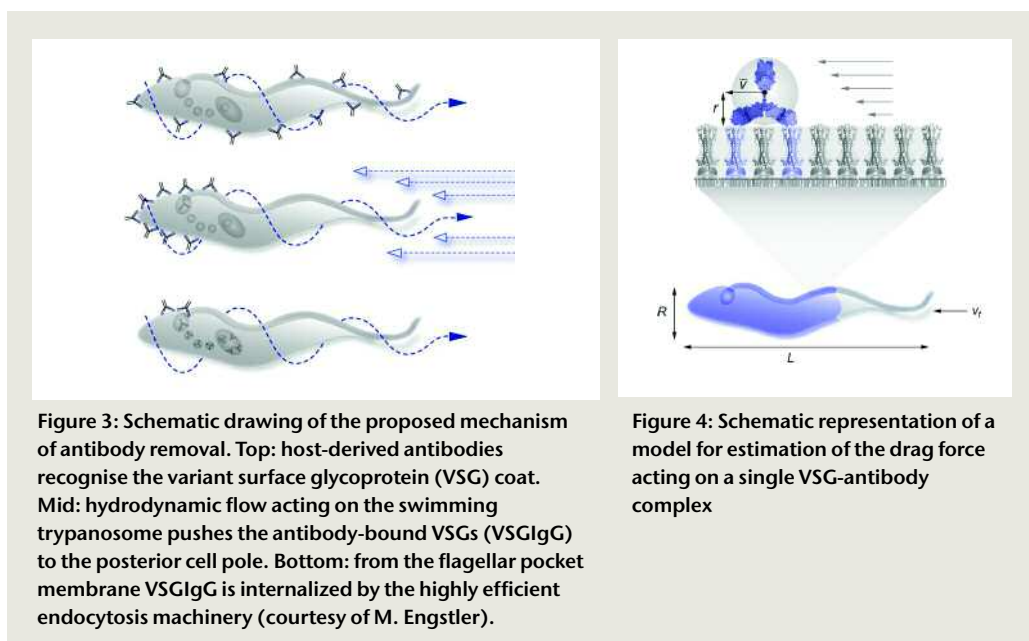 v̄
r
R
L
vf
Figure 3: Schematic drawing of the proposed mechanism
of antibody removal. Top: host-derived antibodies
recognise the variant surface glycoprotein (VSG) coat.
Mid: hydrodynamic flow acting on the swimming
trypanosome pushes the antibody-bound VSGs (VSGIgG)
to the posterior cell pole. Bottom: from the flagellar pocket
membrane VSGIgG is internalized by the highly efficient
endocytosis machinery (courtesy of M. Engstler).
Figure 4: Schematic representation of a
model for estimation of the drag force
acting on a single VSG-antibody
complex